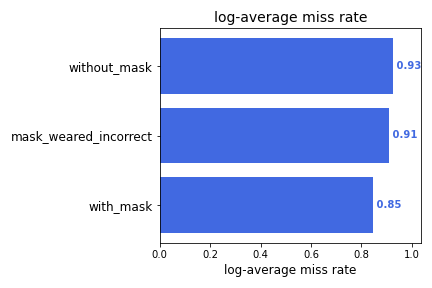 log-average miss rate
without_mask
0.93
mask_weared_incorrect
0.91
with_mask
0.85
0.0 0.2 0.4 0.6 0.8 1.0
log-average miss rate